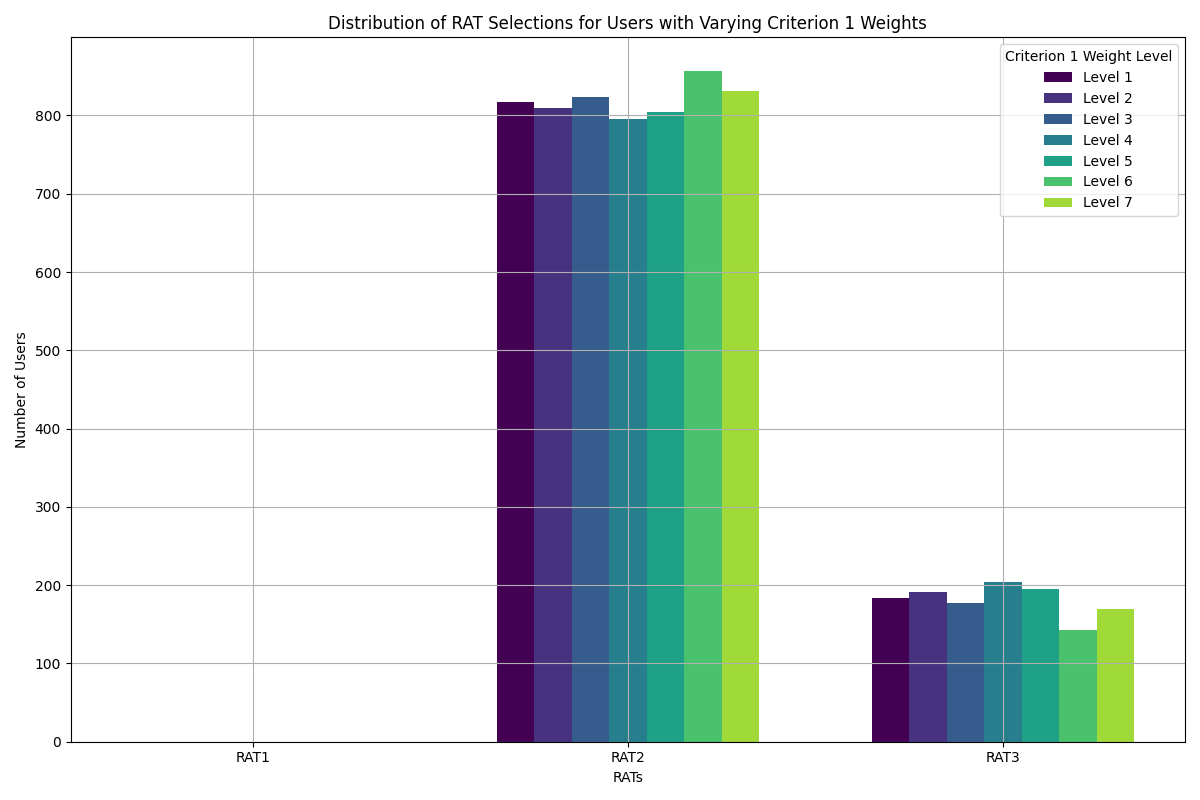 Distribution of RAT Selections for Users with Varying Criterion 1 Weights
Criterion 1 Weight Level
Level 1
Level 2
Level 3
Level 4
Level 5
Level 6
Level 7
Number of Users
800
700
600
500
400
300
200
100
0
RAT1 RAT2 RAT3
RATs